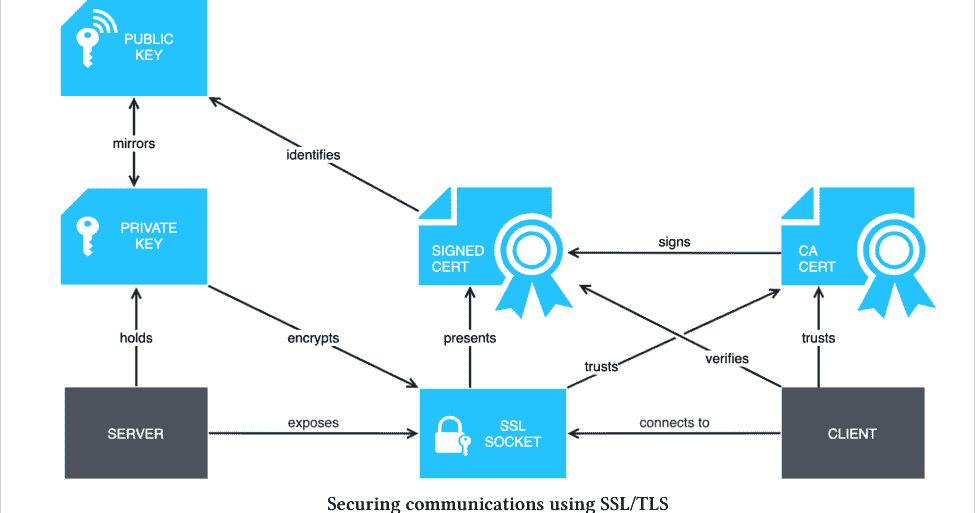 PUBLIC
KEY
mirrors
identifies
PRIVATE
KEY
SIGNED
CERT
signs
CA
CERT
holds
encrypts
presents
trusts
verifies
trusts
SERVER
exposes
SSL
SOCKET
connects to
CLIENT
Securing communications using SSL/TLS